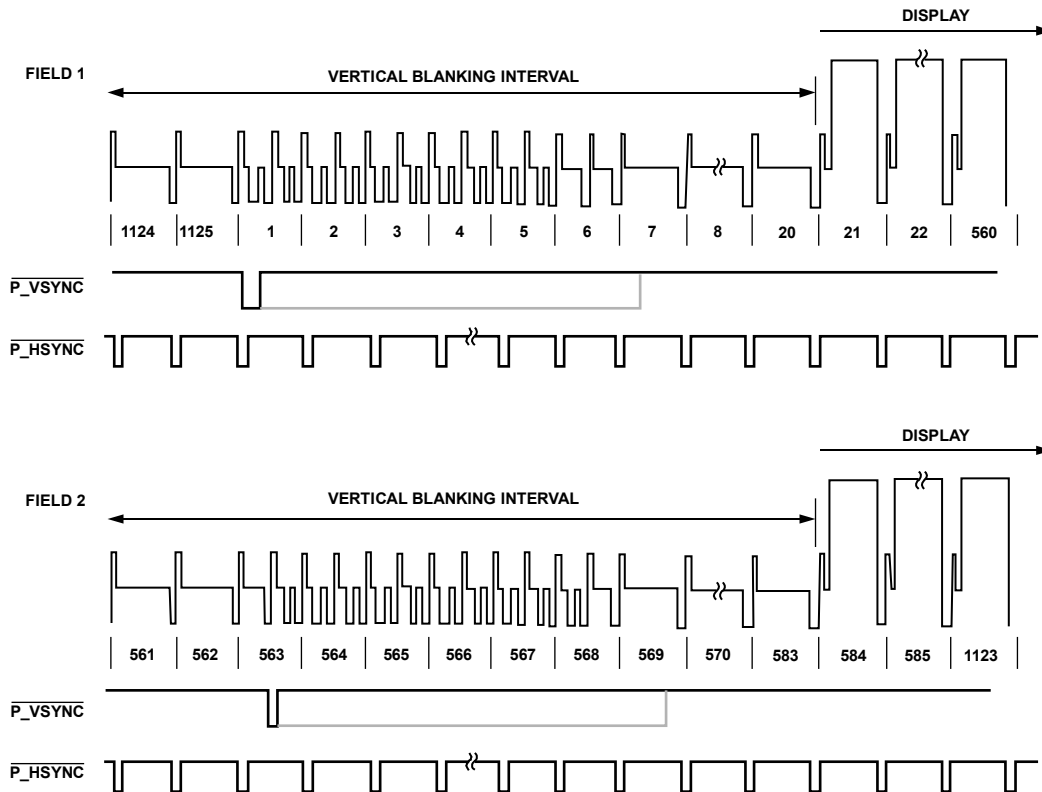 DISPLAY
FIELD 1
VERTICAL BLANKING INTERVAL
1124 1125 1 2 3 4 5 6 7 8 20 21 22 560
P_VSYNC
P_HSYNC
DISPLAY
FIELD 2
VERTICAL BLANKING INTERVAL
561 562 563 564 565 566 567 568 569 570 583 584 585 1123
P_VSYNC
P_HSYNC